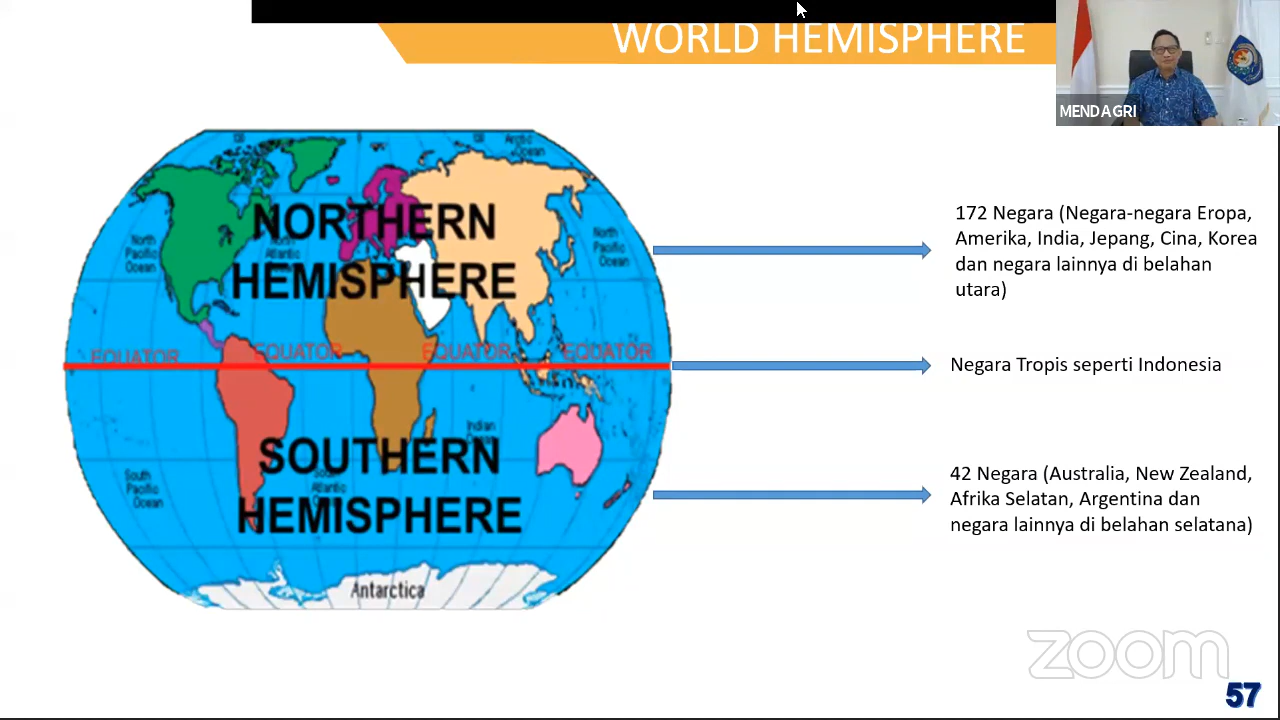 WORLD HEMISPHERE
MENDAGRI
Arctic
Ocean
NORTHERN
HEMISPHERE
North
Pacific
Ocean
North
Atlantic
Ocean
North
Pacific
Ocean
172 Negara (Negara-negara Eropa,
Amerika, India, Jepang, Cina, Korea
dan negara lainnya di belahan
utara)
EQUATOR EQUATOR EQUATOR EQUATOR
Negara Tropis seperti Indonesia
Indian
Ocean
SOUTHERN
HEMISPHERE
South
Pacific
Ocean
South
Atlantic
Ocean
42 Negara (Australia, New Zealand,
Afrika Selatan, Argentina dan
negara lainnya di belahan selatana)
Antarctica
zoom
57